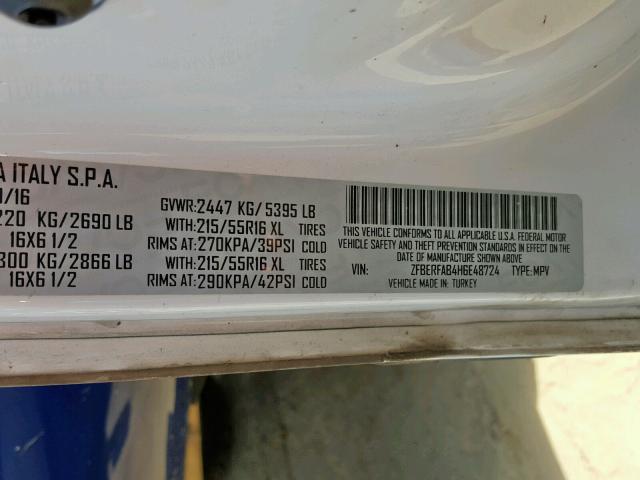 A ITALY S.P.A.
/16
220 KG/2690 LB
16X6 1/2
300 KG/2866 LB
16X6 1/2
GVWR: 2447 KG/ 5395 LB
WITH: 215/55R16 XL TIRES
RIMS AT: 270KPA/39PSI COLD
WITH: 215/55R16 XL TIRES
RIMS AT: 290KPA/42PSI COLD
THIS VEHICLE CONFORMS TO ALL APPLICABLE U.S.A. FEDERAL MOTOR
VEHICLE SAFETY AND THEFT PREVENTION STANDARDS IN EFFECT ON THE
DATE OF MANUFACTURE SHOWN ABOVE.
VIN: ZFBERFAB4H6E48724 TYPE: MPV
VEHICLE MADE IN: TURKEY